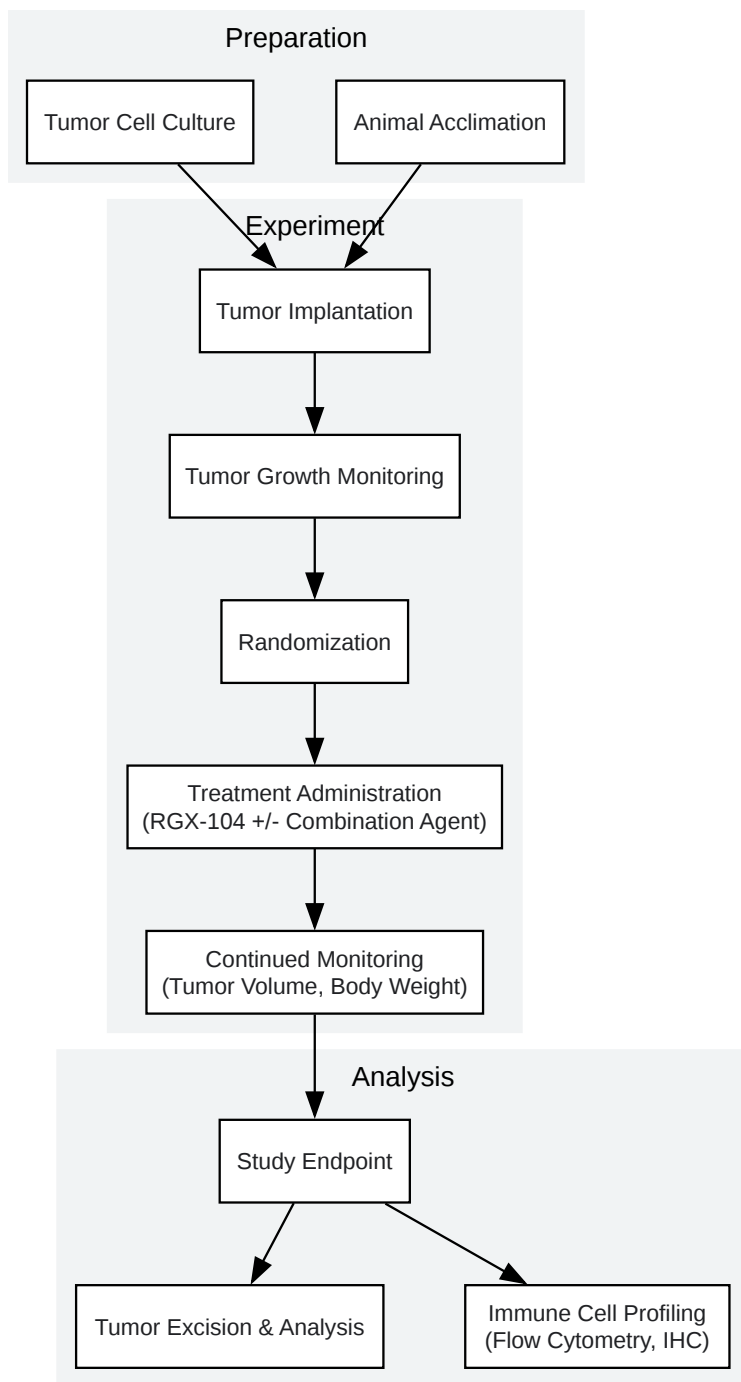 Preparation
Tumor Cell Culture
Animal Acclimation
Experiment
Tumor Implantation
Tumor Growth Monitoring
Randomization
Treatment Administration
(RGX-104 +/- Combination Agent)
Continued Monitoring
(Tumor Volume, Body Weight)
Analysis
Study Endpoint
Tumor Excision & Analysis
Immune Cell Profiling
(Flow Cytometry, IHC)